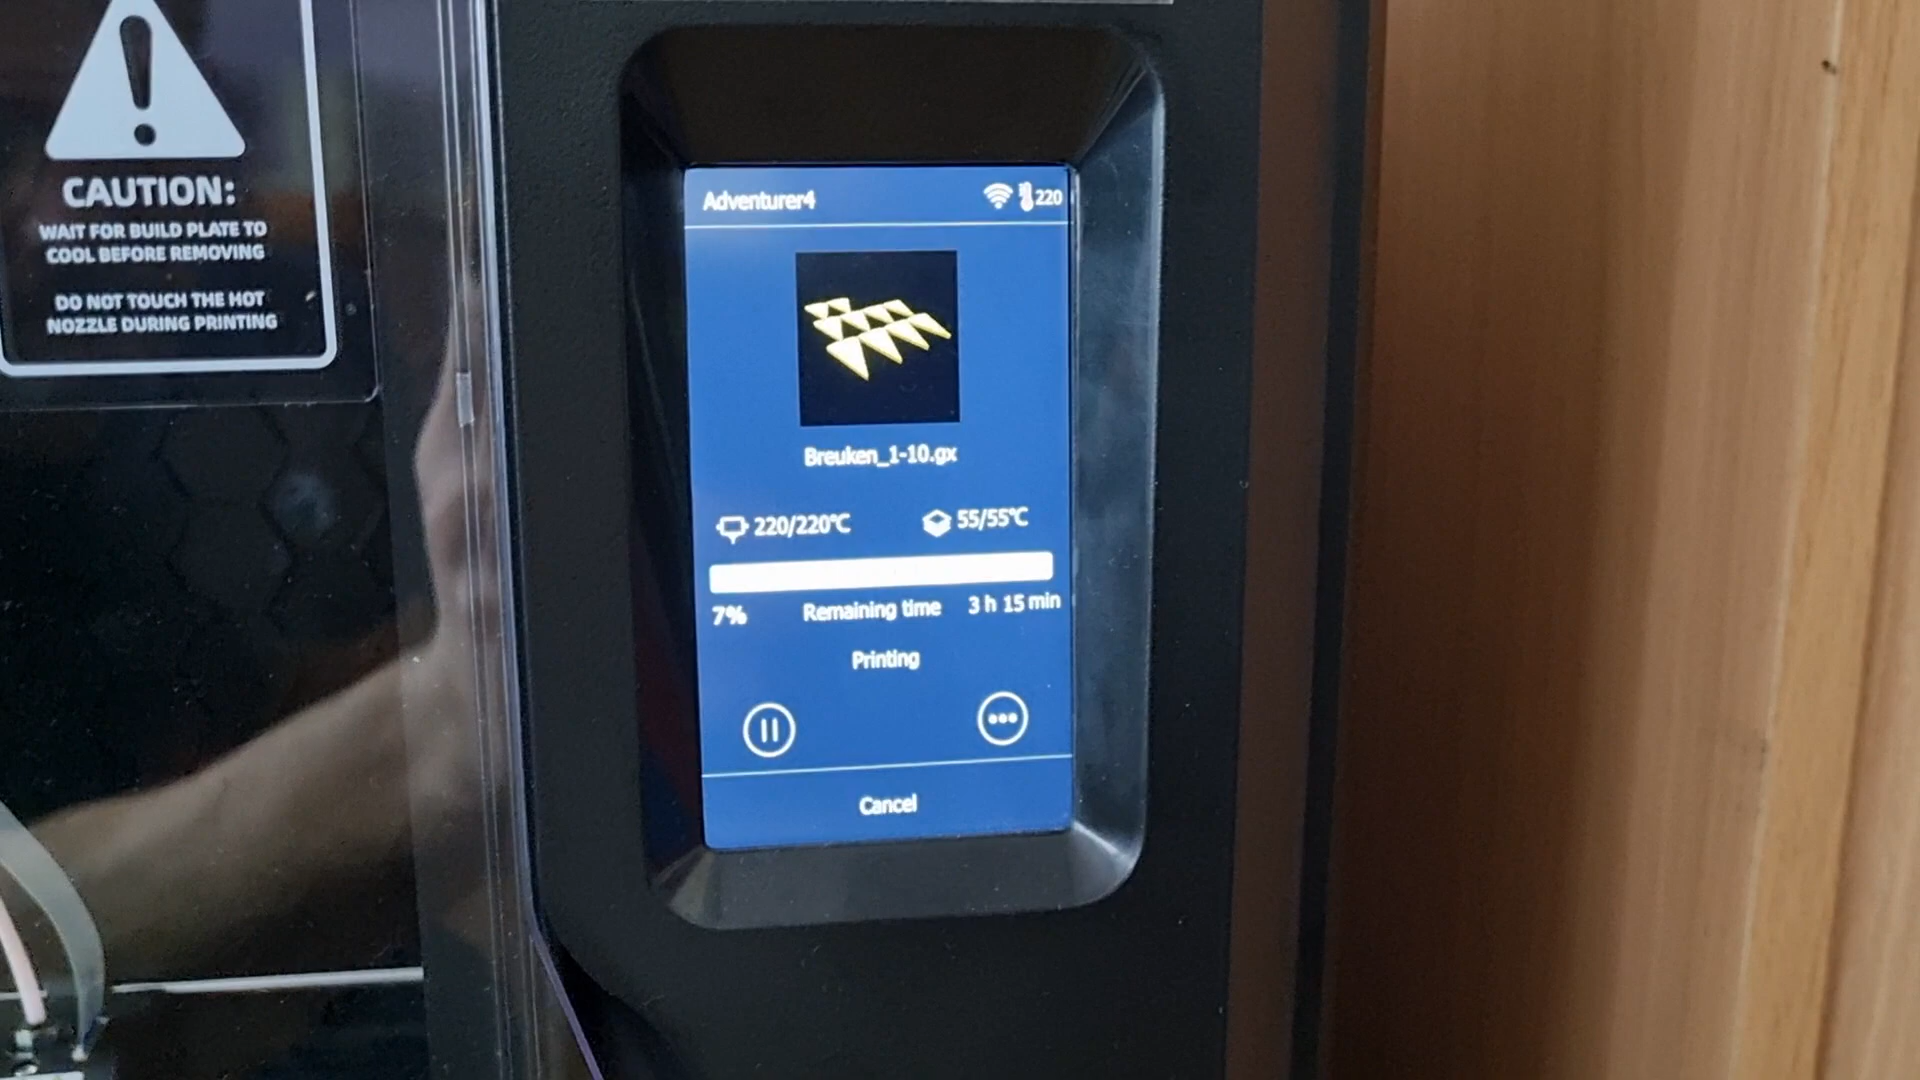 CAUTION:
WAIT FOR BUILD PLATE TO
COOL BEFORE REMOVING
DO NOT TOUCH THE HOT
NOZZLE DURING PRINTING
Adventurer4
220
Breuken_1-10.gx
220/220℃
55/55℃
7%
Remaining time
3 h 15 min
Printing
Cancel